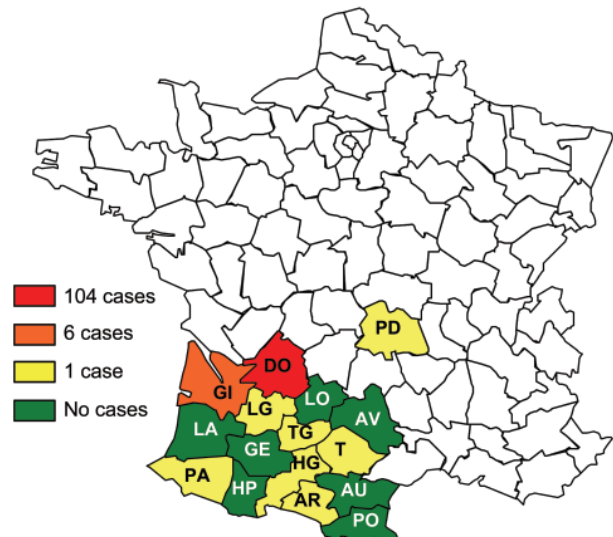 104 cases
6 cases
1 case
No cases
PD
DO
GI
LO
LG
AV
LA
TG
GE
T
HG
PA
HP
AU
AR
PO